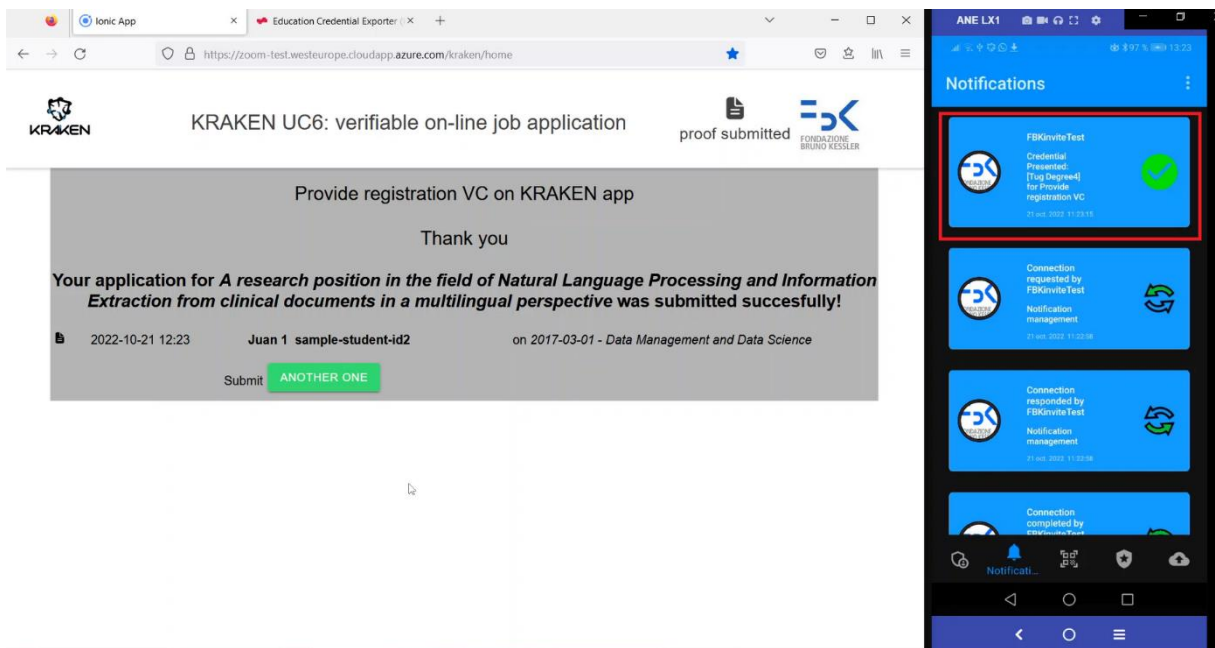 Ionic App
Education Credential Exporter
https://zoom-test.westeurope.cloudapp.azure.com/kraken/home
KRAKEN
KRAKEN UC6: verifiable on-line job application
proof submitted
FONDAZIONE
BRUNO KESSLER
Provide registration VC on KRAKEN app
Thank you
Your application for A research position in the field of Natural Language Processing and Information
Extraction from clinical documents in a multilingual perspective was submitted succesfully!
2022-10-21 12:23 Juan 1 sample-student-id2 on 2017-03-01 - Data Management and Data Science
Submit ANOTHER ONE
ANE LX1
97 % 13:23
Notifications
FBKinviteTest
Credential
Presented:
[Tug Degree4]
for Provide
registration VC
21 oct. 2022 11:23:15
Connection
requested by
FBKinviteTest
Notification
management
21 oct. 2022 11:22:58
Connection
responded by
FBKinviteTest
Notification
management
21 oct. 2022 11:22:58
Connection
completed by
FBKinviteTest
Notificati...